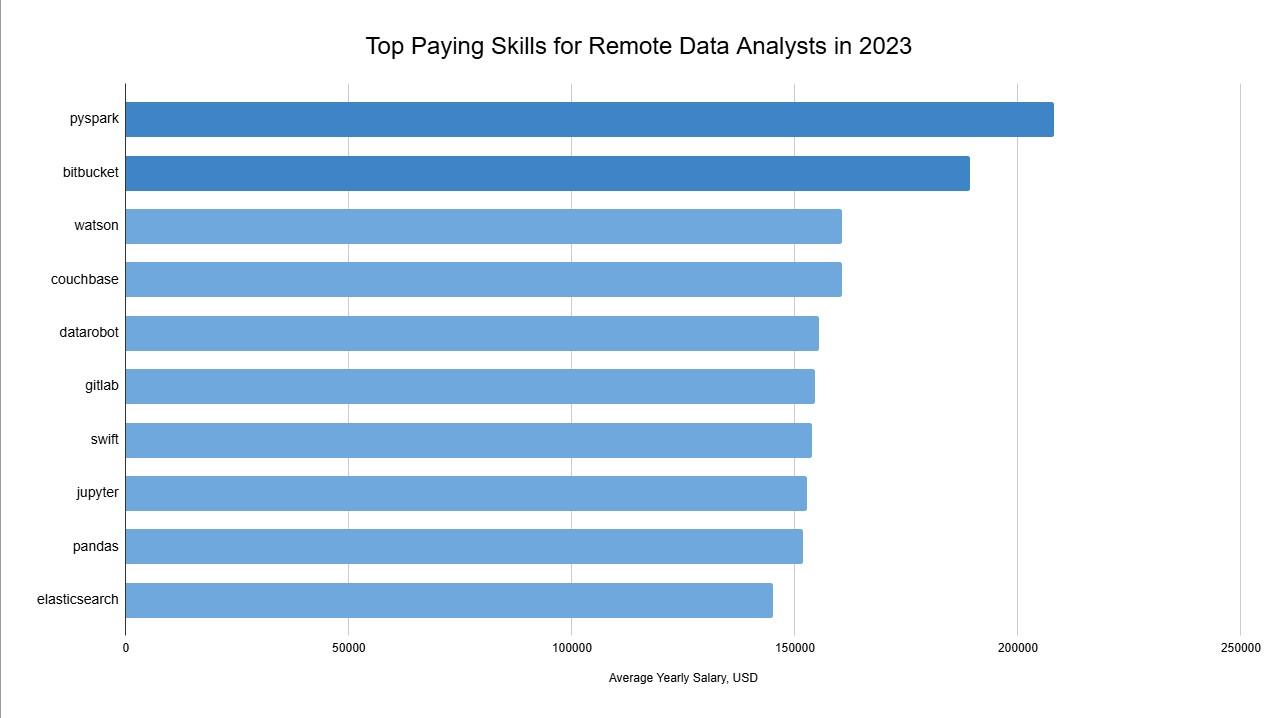 Top Paying Skills for Remote Data Analysts in 2023
pyspark
bitbucket
watson
couchbase
datarobot
gitlab
swift
jupyter
pandas
elasticsearch
0 50000 100000 150000 200000 250000
Average Yearly Salary, USD